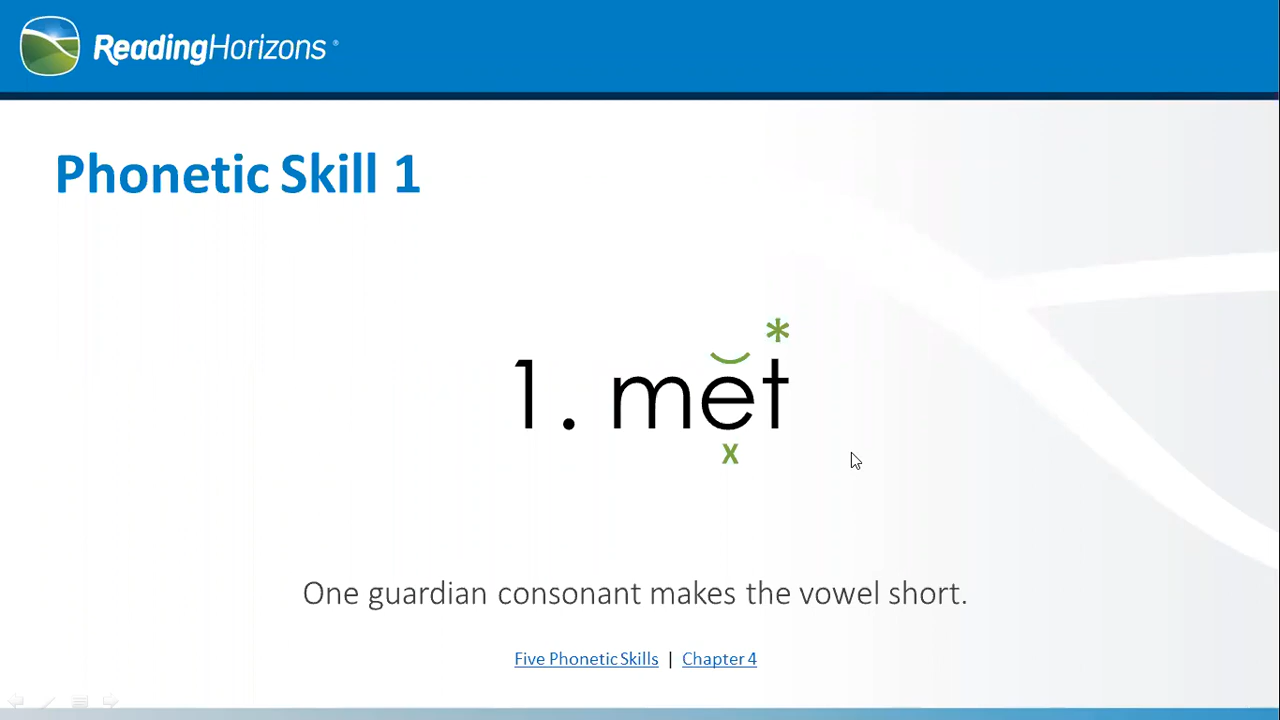 ReadingHorizons®
Phonetic Skill 1
*
1. mĕt
x
One guardian consonant makes the vowel short.
Five Phonetic Skills | Chapter 4